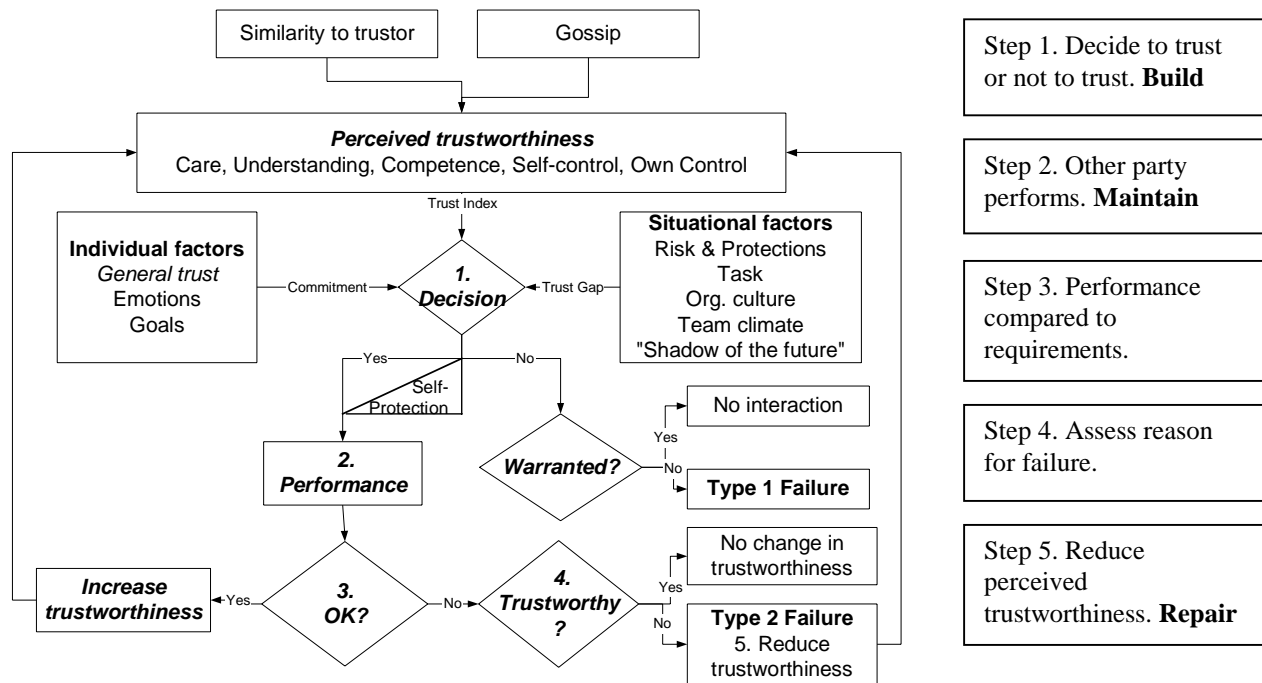 Similarity to trustor
Gossip
Perceived trustworthiness
Care, Understanding, Competence, Self-control, Own Control
Trust Index
Individual factors
General trust
Emotions
Goals
Commitment
1.
Decision
Trust Gap
Situational factors
Risk & Protections
Task
Org. culture
Team climate
"Shadow of the future"
Yes
No
Self-
Protection
2.
Performance
Warranted?
Yes
No
No interaction
Type 1 Failure
Increase
trustworthiness
Yes
3.
OK?
No
4.
Trustworthy
?
Yes
No
No change in
trustworthiness
Type 2 Failure
5. Reduce
trustworthiness
Step 1. Decide to trust
or not to trust. Build
Step 2. Other party
performs. Maintain
Step 3. Performance
compared to
requirements.
Step 4. Assess reason
for failure.
Step 5. Reduce
perceived
trustworthiness. Repair